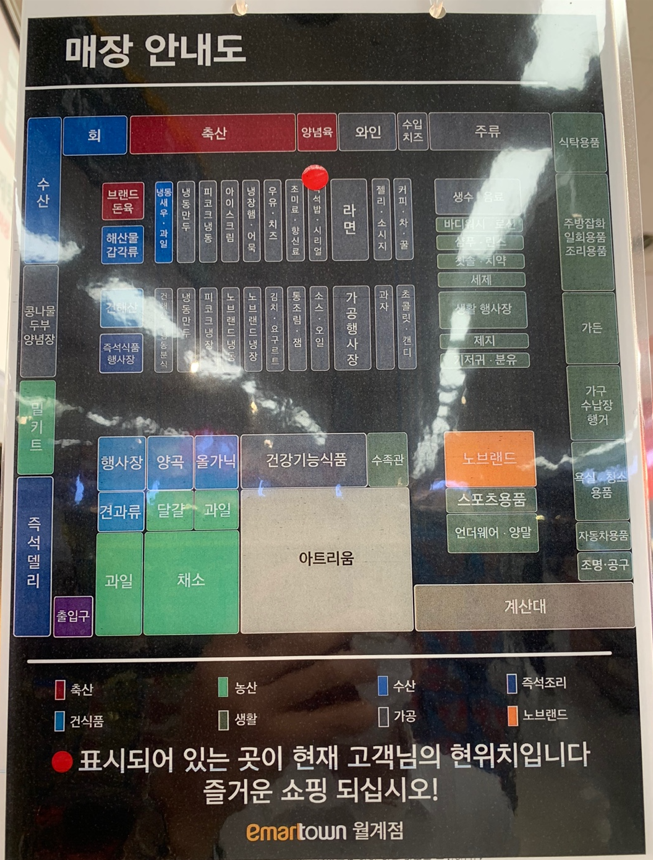 매장 안내도
회
축산
양념육
와인
수입
치즈
주류
식탁용품
수
산
브랜드
돈육
해산물
갑각류
냉동새우·과일
냉동만두
피코크냉동
아이스크림
냉장햄·어묵
우유·치즈
조미료·향신료
시리얼
라면
젤리·소시지
커피·차·꿀
생수
주방잡화
일회용품
조리용품
세제
생활 행사장
제지
기저귀·분유
콩나물
두부
양념장
건해산
즉석식품
행사장
냉동만두
피코크냉장
노브랜드냉동
노브랜드냉장
김치·요구르트
통조림·잼
소스·오일
가공행사장
과자
초콜릿·캔디
가든
밀
키
트
가구
수납장
행거
행사장
양곡
올가닉
건강기능식품
수족관
노브랜드
용품
견과류
달걀
과일
스포츠용품
즉
석
델
리
과일
채소
아트리움
언더웨어·양말
자동차용품
조명·공구
출입구
계산대
축산
농산
수산
즉석조리
건식품
생활
가공
노브랜드
표시되어 있는 곳이 현재 고객님의 현위치입니다
즐거운 쇼핑 되십시오!
emartown 월계점